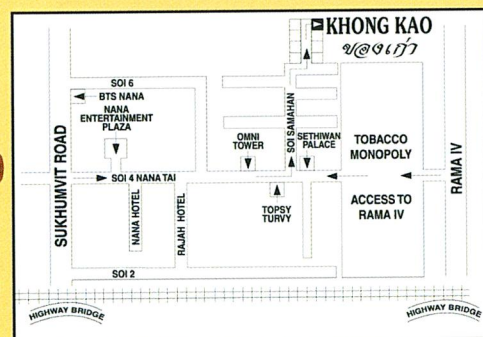 KHONG KAO
ของเก่า
SOI 6
BTS NANA
NANA
ENTERTAINMENT
PLAZA
SUKHUMVIT ROAD
SOI 4 NANA TAI
NANA HOTEL
RAJAH HOTEL
OMNI
TOWER
SOI SAMAHAN
SETHIWAN
PALACE
TOPSY
TURVY
TOBACCO
MONOPOLY
ACCESS TO
RAMA IV
RAMA IV
SOI 2
HIGHWAY BRIDGE
HIGHWAY BRIDGE